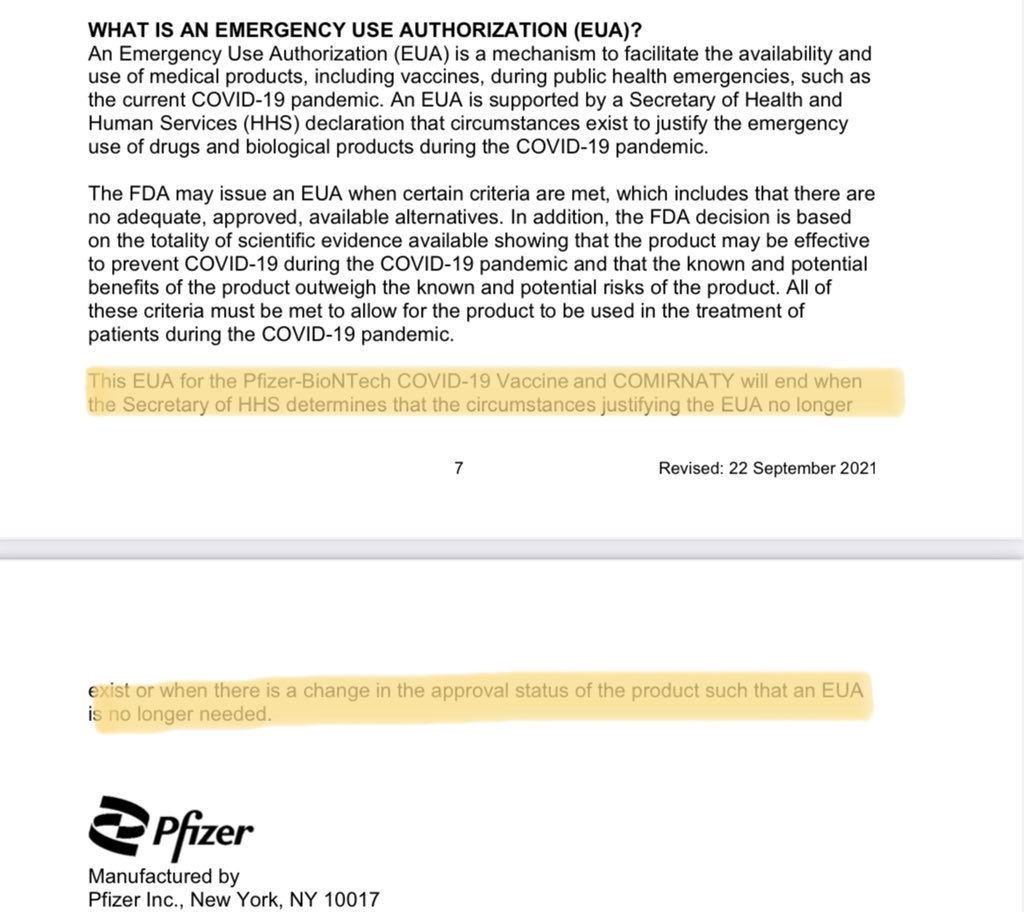 WHAT IS AN EMERGENCY USE AUTHORIZATION (EUA)?
An Emergency Use Authorization (EUA) is a mechanism to facilitate the availability and
use of medical products, including vaccines, during public health emergencies, such as
the current COVID-19 pandemic. An EUA is supported by a Secretary of Health and
Human Services (HHS) declaration that circumstances exist to justify the emergency
use of drugs and biological products during the COVID-19 pandemic.
The FDA may issue an EUA when certain criteria are met, which includes that there are
no adequate, approved, available alternatives. In addition, the FDA decision is based
on the totality of scientific evidence available showing that the product may be effective
to prevent COVID-19 during the COVID-19 pandemic and that the known and potential
benefits of the product outweigh the known and potential risks of the product. All of
these criteria must be met to allow for the product to be used in the treatment of
patients during the COVID-19 pandemic.
This EUA for the Pfizer-BioNTech COVID-19 Vaccine and COMIRNATY will end when
the Secretary of HHS determines that the circumstances justifying the EUA no longer
7 Revised: 22 September 2021
exist or when there is a change in the approval status of the product such that an EUA
is no longer needed.
Pfizer
Manufactured by
Pfizer Inc., New York, NY 10017